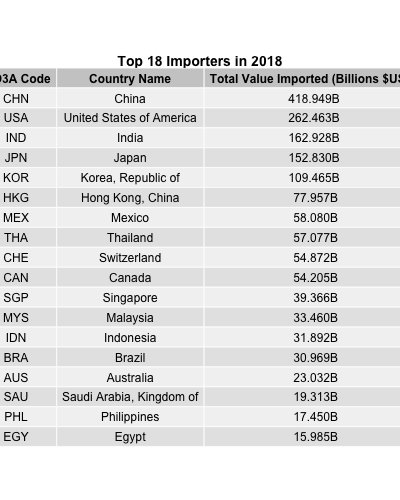 Top 18 Importers in 2018
Code Country Name Total Value Imported (Billions
CHN China 418.949B
USA United States of America 262.463B
IND India 162.928B
JPN Japan 152.830B
KOR Korea, Republic of 109.465B
HKG Hong Kong, China 77.957B
MEX Mexico 58.080B
THA Thailand 57.077B
CHE Switzerland 54.872B
CAN Canada 54.205B
SGP Singapore 39.366B
MYS Malaysia 33.460B
IDN Indonesia 31.892B
BRA Brazil 30.969B
AUS Australia 23.032B
SAU Saudi Arabia, Kingdom of 19.313B
PHL Philippines 17.450B
EGY Egypt 15.985B